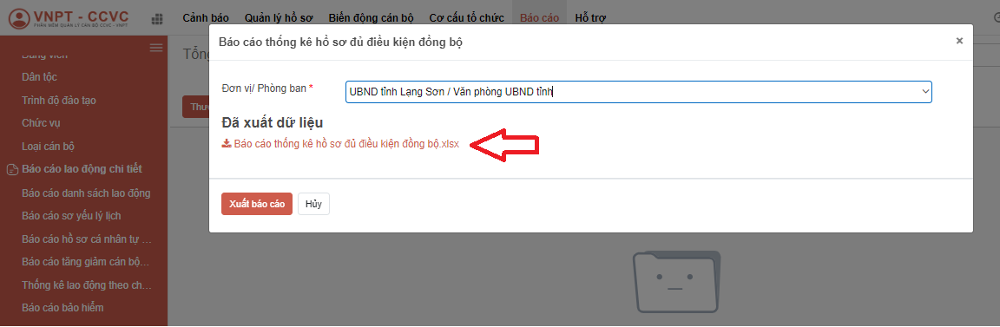 VNPT - CCVC
PHẦN MỀM QUẢN LÝ CÁN BỘ CCVC - VNPT
Cảnh báo Quản lý hồ sơ Biến động cán bộ Cơ cấu tổ chức Báo cáo Hỗ trợ
Đảng viên
Dân tộc
Trình độ đào tạo
Chức vụ
Loại cán bộ
Báo cáo lao động chi tiết
Báo cáo danh sách lao động
Báo cáo sơ yếu lý lịch
Báo cáo hồ sơ cá nhân tự ...
Báo cáo tăng giảm cán bộ...
Thống kê lao động theo ch...
Báo cáo bảo hiểm
Báo cáo thống kê hồ sơ đủ điều kiện đồng bộ ×
Đơn vị/ Phòng ban *
UBND tỉnh Lạng Sơn / Văn phòng UBND tỉnh
Đã xuất dữ liệu
Báo cáo thống kê hồ sơ đủ điều kiện đồng bộ.xlsx
Xuất báo cáo Hủy